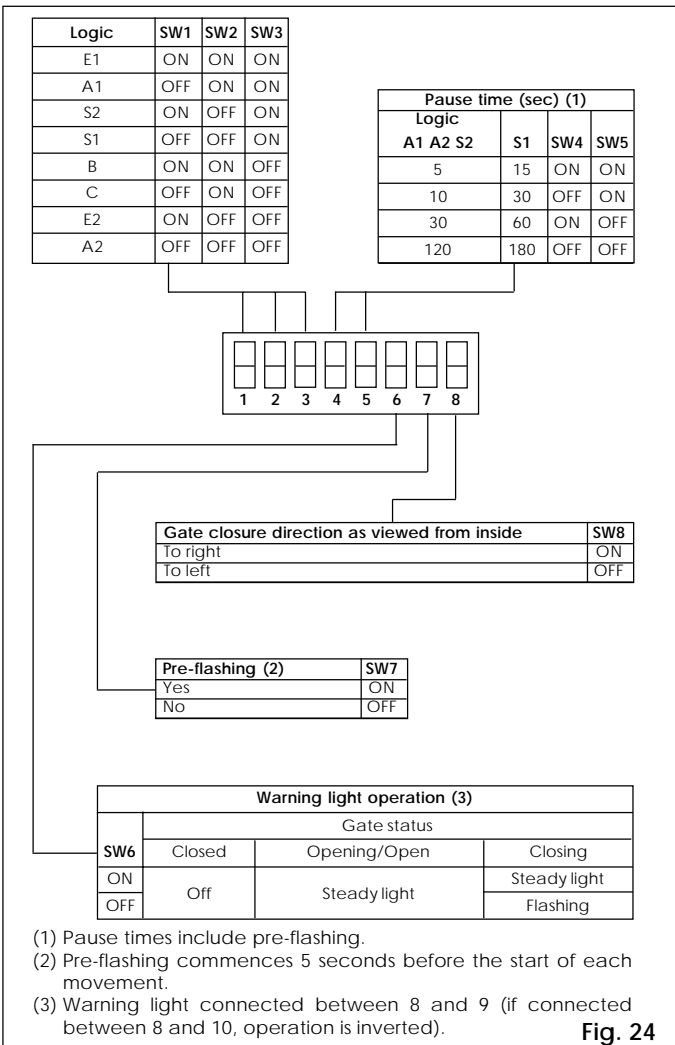 Logic SW1 SW2 SW3
E1 ON ON ON
A1 OFF ON ON
S2 ON OFF ON
S1 OFF OFF ON
B ON ON OFF
C OFF ON OFF
E2 ON OFF OFF
A2 OFF OFF OFF
Pause time (sec) (1)
Logic
A1 A2 S2 S1 SW4 SW5
5 15 ON ON
10 30 OFF ON
30 60 ON OFF
120 180 OFF OFF
1 2 3 4 5 6 7 8
Gate closure direction as viewed from inside SW8
To right ON
To left OFF
Pre-flashing (2) SW7
Yes ON
No OFF
Warning light operation (3)
Gate status
SW6 Closed Opening/Open Closing
ON Off Steady light Steady light
OFF Flashing
(1) Pause times include pre-flashing.
(2) Pre-flashing commences 5 seconds before the start of each
movement.
(3) Warning light connected between 8 and 9 (if connected
between 8 and 10, operation is inverted).
Fig. 24